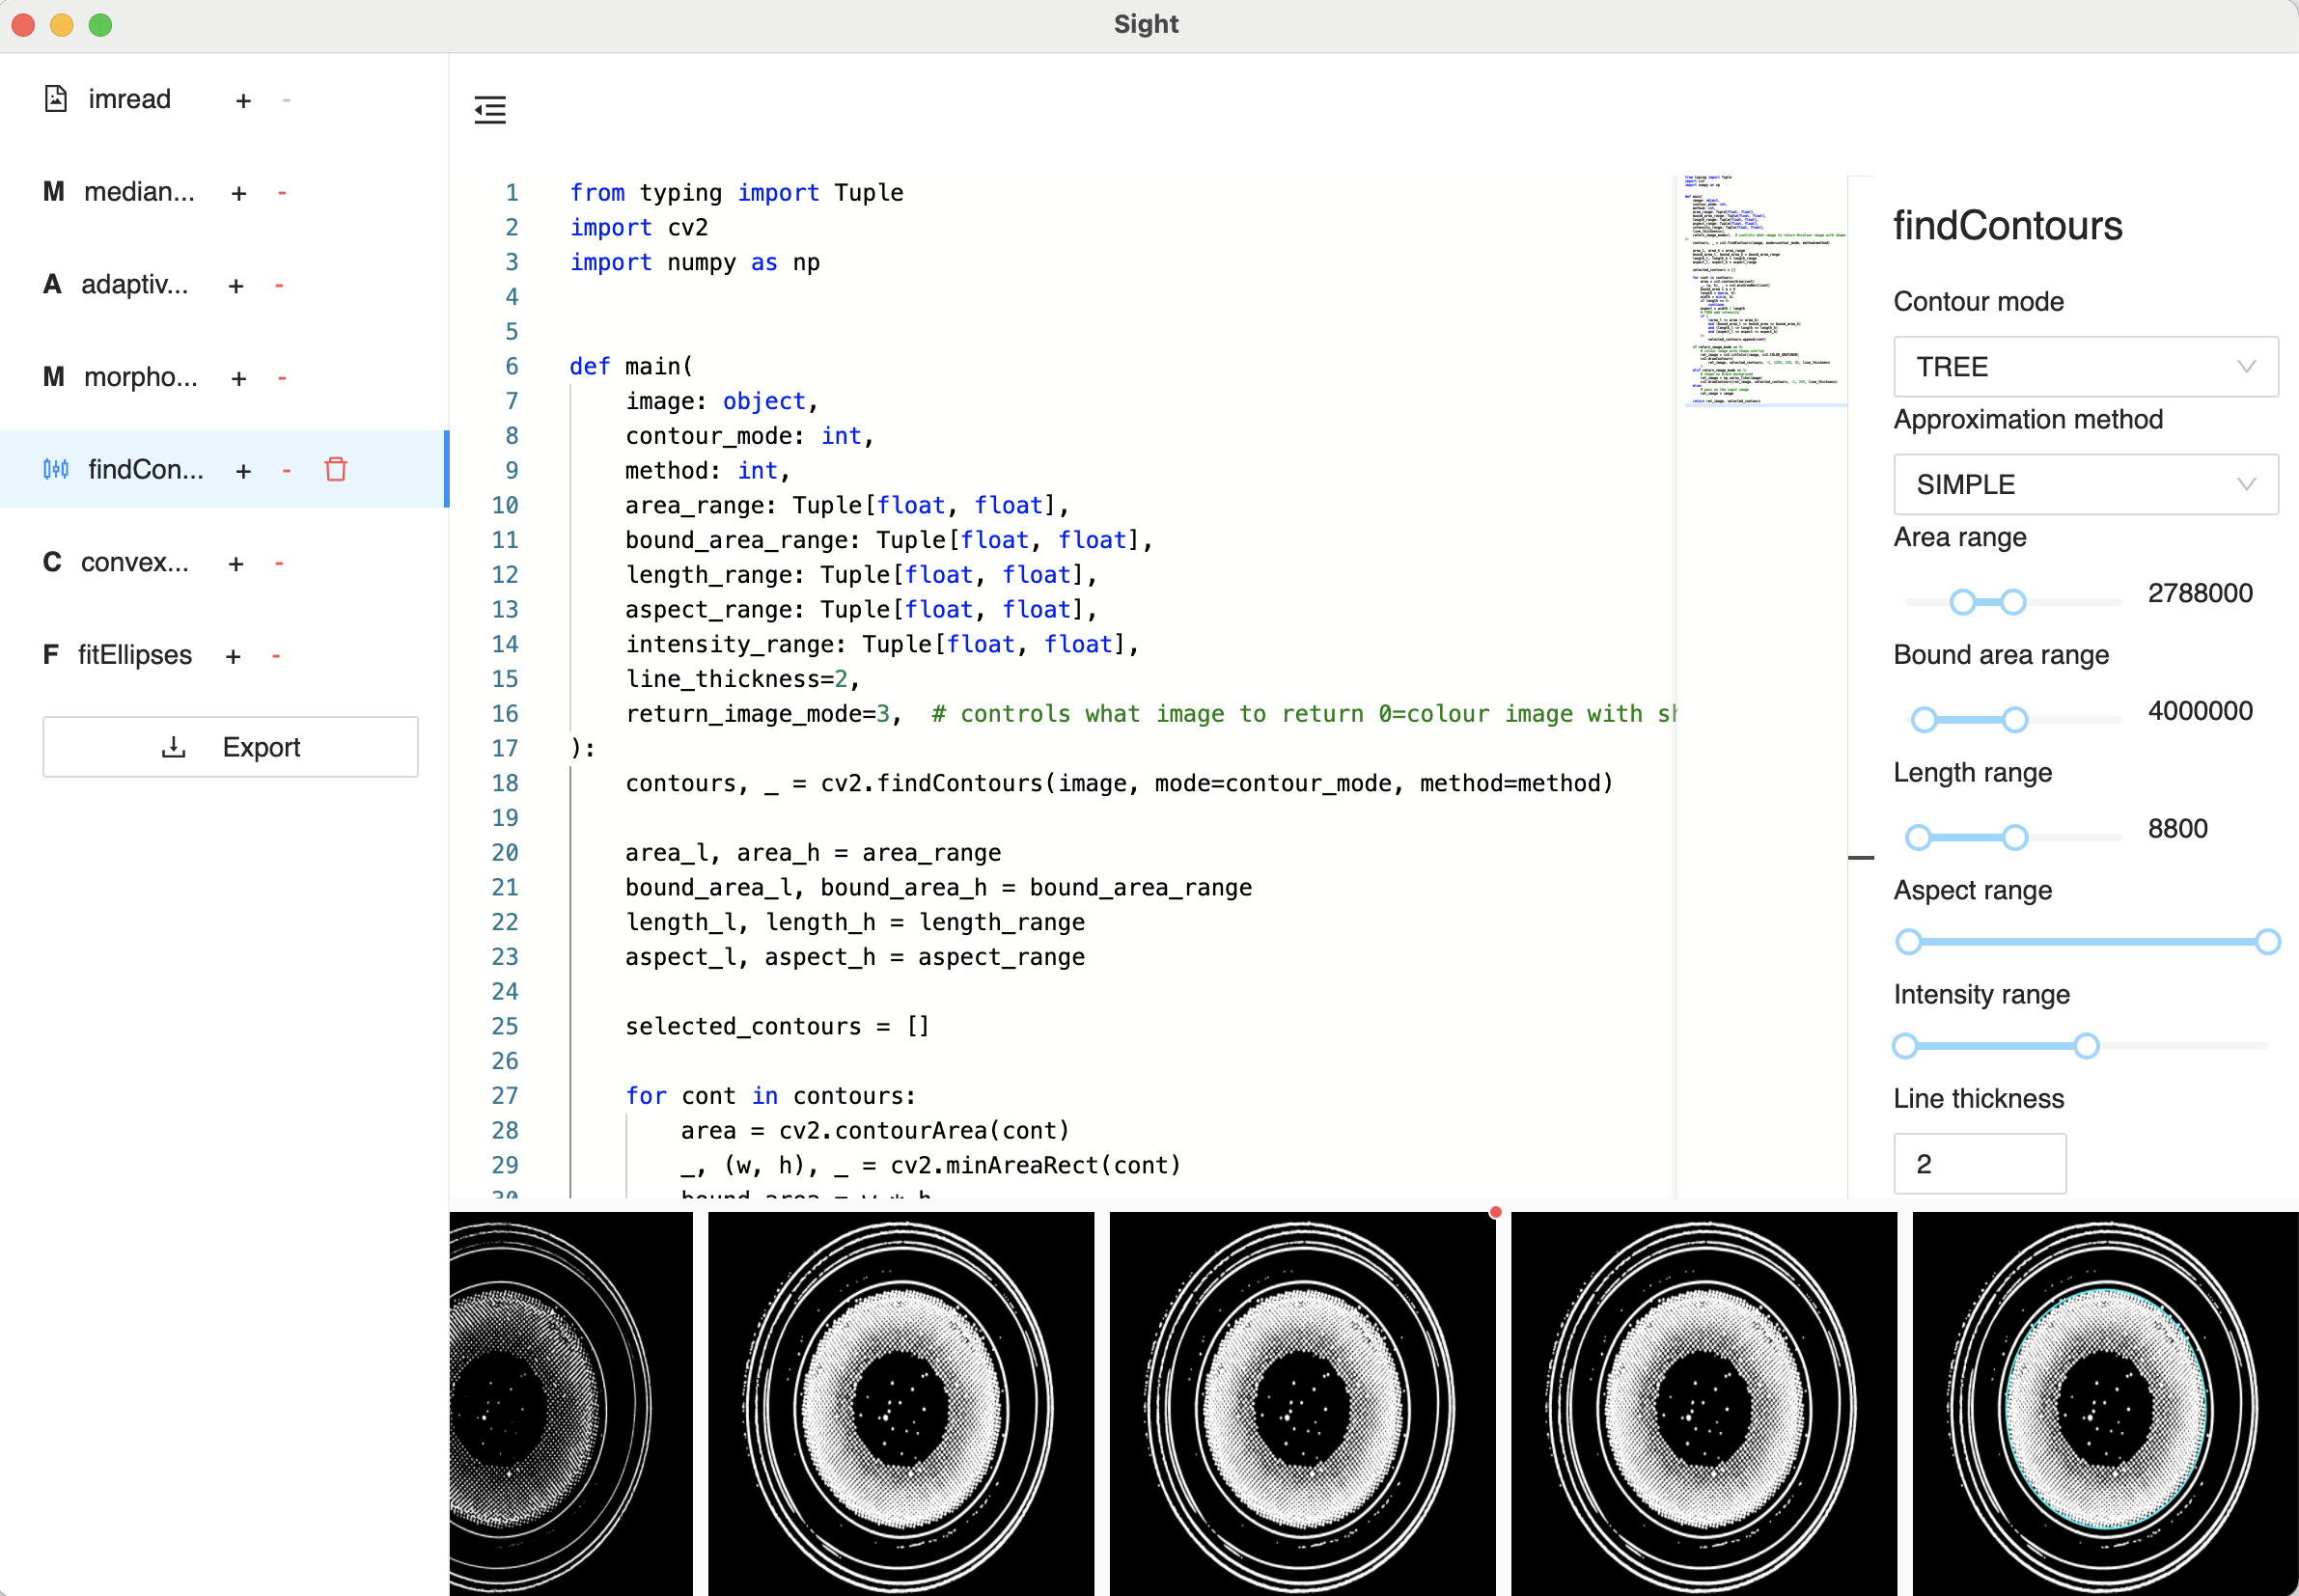 Sight
imread + -
M median... + -
A adaptiv... + -
M morpho... + -
findCon... + -
C convex... + -
F fitEllipses + -
Export
1 from typing import Tuple
2 import cv2
3 import numpy as np
4
5
6 def main(
7 image: object,
8 contour_mode: int,
9 method: int,
10 area_range: Tuple[float, float],
11 bound_area_range: Tuple[float, float],
12 length_range: Tuple[float, float],
13 aspect_range: Tuple[float, float],
14 intensity_range: Tuple[float, float],
15 line_thickness=2,
16 return_image_mode=3, # controls what image to return 0=colour image with sh
17 ):
18 contours, _ = cv2.findContours(image, mode=contour_mode, method=method)
19
20 area_l, area_h = area_range
21 bound_area_l, bound_area_h = bound_area_range
22 length_l, length_h = length_range
23 aspect_l, aspect_h = aspect_range
24
25 selected_contours = []
26
27 for cont in contours:
28 area = cv2.contourArea(cont)
29 _, (w, h), _ = cv2.minAreaRect(cont)
30 bound_area = w * h
findContours
Contour mode
TREE
Approximation method
SIMPLE
Area range
2788000
Bound area range
4000000
Length range
8800
Aspect range
Intensity range
Line thickness
2